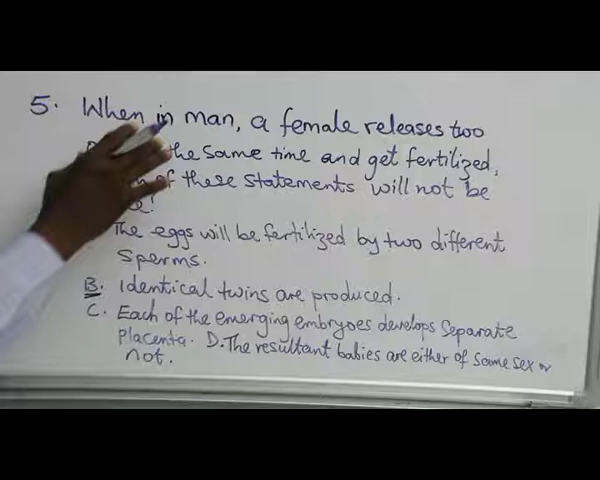 5. When in man, a female releases two
the same time and get fertilized,
of these statements will not be
The eggs will be fertilized by two different
sperms.
B. Identical twins are produced.
C. Each of the emerging embryoes develops separate
placenta. D. The resultant babies are either of same sex or
not.